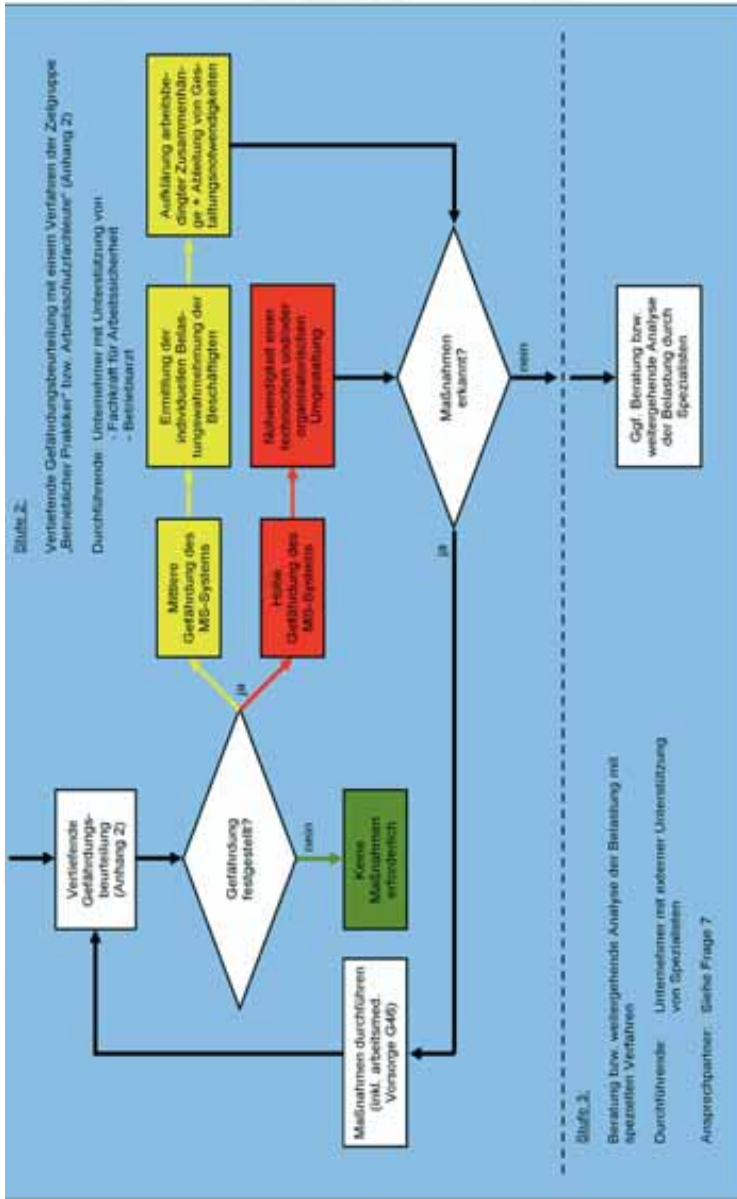 Stufe 2:
Vertiefende Gefährdungsbeurteilung mit einem Verfahren der Zielgruppe
„Betrieblicher Praktiker“ bzw. Arbeitsschutzfachleute“ (Anhang 2)
Durchführende: Unternehmer mit Unterstützung von
- Fachkraft für Arbeitssicherheit
- Betriebsarzt
Vertiefende
Gefährdungs-
beurteilung
(Anhang 2)
Gefährdung
festgestellt?
ja
nein
Mittlere
Gefährdung des
MS-Systems
Ermittlung der
individuellen Belas-
tungswahrnehmung der
Beschäftigten
Aufklärung arbeitsbe-
dingter Zusammenhän-
ge + Ableitung von Ges-
taltungsnotwendigkeiten
Hohe
Gefährdung des
MS-Systems
Notwendigkeit einer
technischen und/oder
organisatorischen
Umgestaltung
Keine
Maßnahmen
erforderlich
Maßnahmen
erkannt?
ja
nein
Maßnahmen durchführen
(inkl. arbeitsmed.
Vorsorge G46)
Stufe 3:
Beratung bzw. weitergehende Analyse der Belastung mit
speziellen Verfahren
Durchführende: Unternehmer mit externer Unterstützung
von Spezialisten
Ansprechpartner: Siehe Frage 7
Ggf. Beratung bzw.
weitergehende Analyse
der Belastung durch
Spezialisten